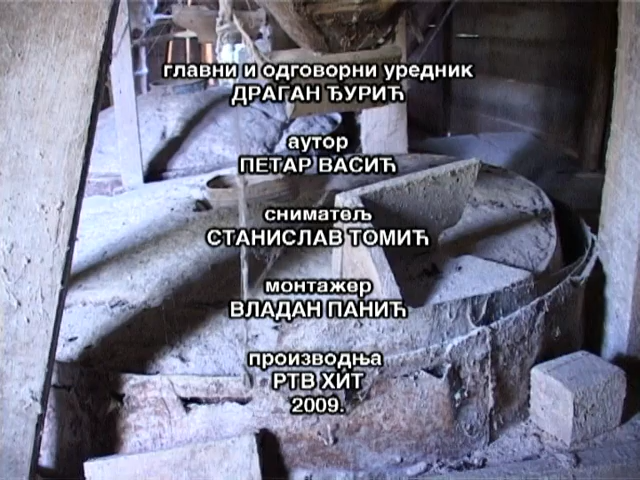 главни и одговорни уредник
ДРАГАН ЂУРИЋ
аутор
ПЕТАР ВАСИЋ
сниматељ
СТАНИСЛАВ ТОМИЋ
монтажер
ВЛАДАН ПАНИЋ
производња
РТВ ХИТ
2009.